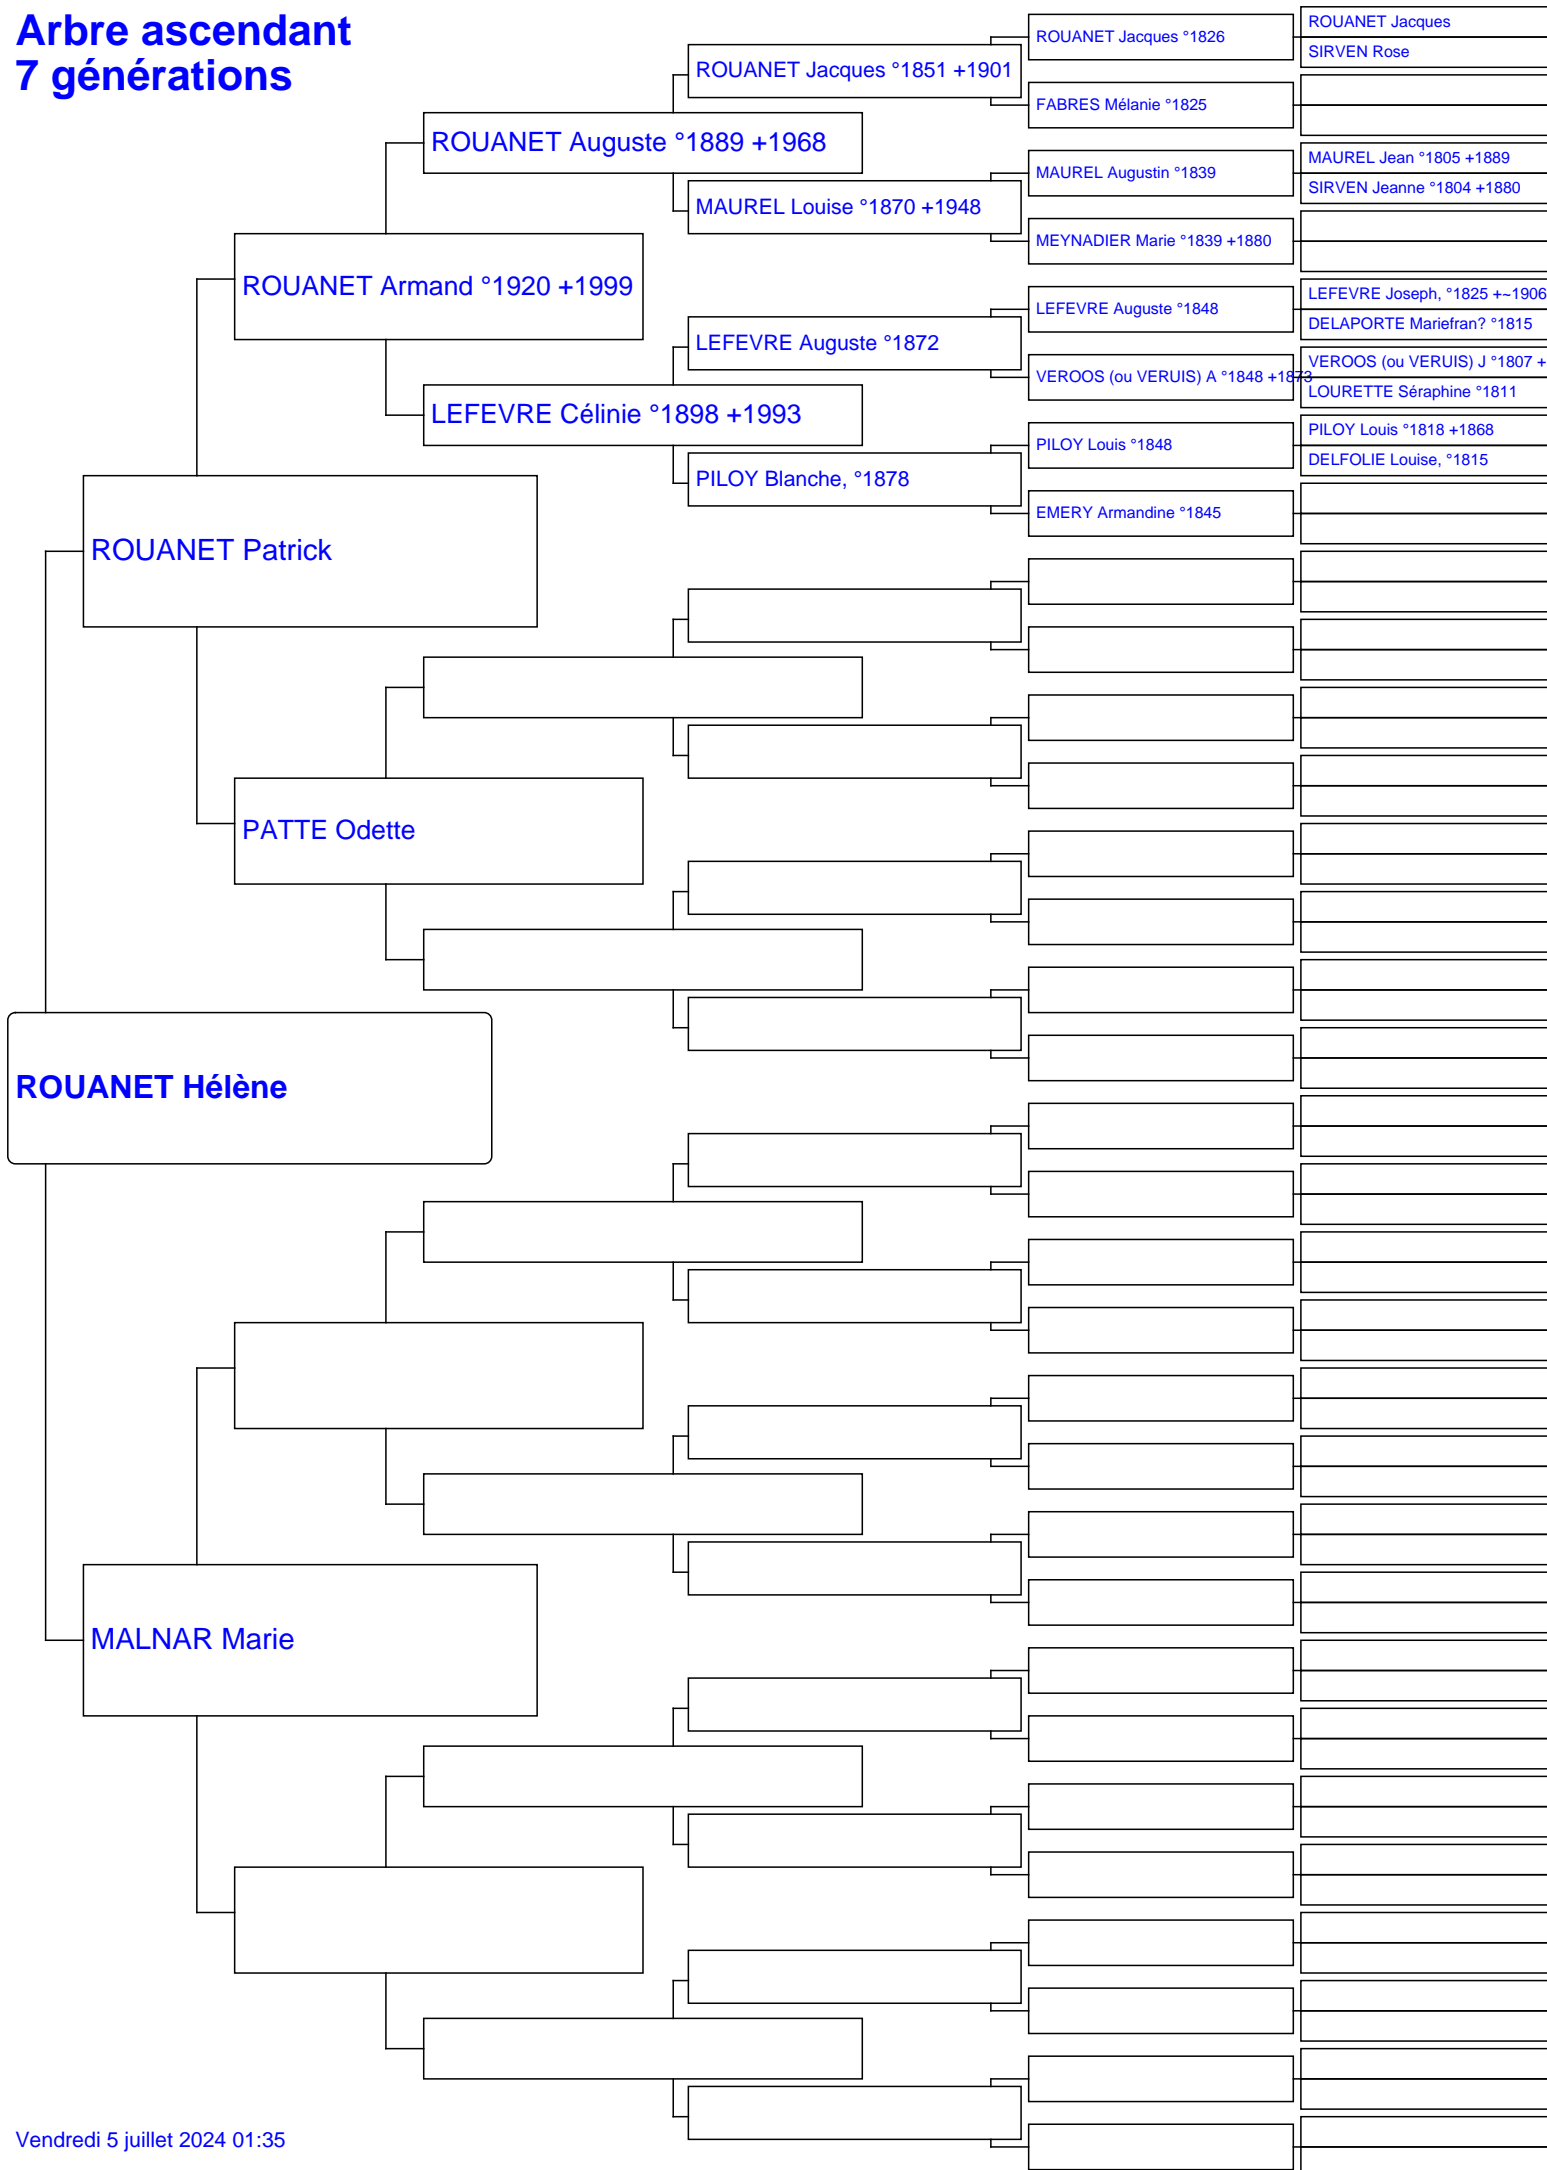 Arbre ascendant
7 générations
ROUANET Hélène
ROUANET Patrick
MALNAR Marie
ROUANET Armand °1920 +1999
PATTE Odette
ROUANET Auguste °1889 +1968
LEFEVRE Célinie °1898 +1993
ROUANET Jacques °1851 +1901
MAUREL Louise °1870 +1948
LEFEVRE Auguste °1872
PILOY Blanche, °1878
ROUANET Jacques °1826
FABRES Mélanie °1825
MAUREL Augustin °1839
MEYNADIER Marie °1839 +1880
LEFEVRE Auguste °1848
VEROOS (ou VERUIS) A °1848 +1873
PILOY Louis °1848
EMERY Armandine °1845
ROUANET Jacques
SIRVEN Rose
MAUREL Jean °1805 +1889
SIRVEN Jeanne °1804 +1880
LEFEVRE Joseph, °1825 +~1906
DELAPORTE Mariefran? °1815
VEROOS (ou VERUIS) J °1807 +
LOURETTE Séraphine °1811
PILOY Louis °1818 +1868
DELFOLIE Louise, °1815
Vendredi 5 juillet 2024 01:35